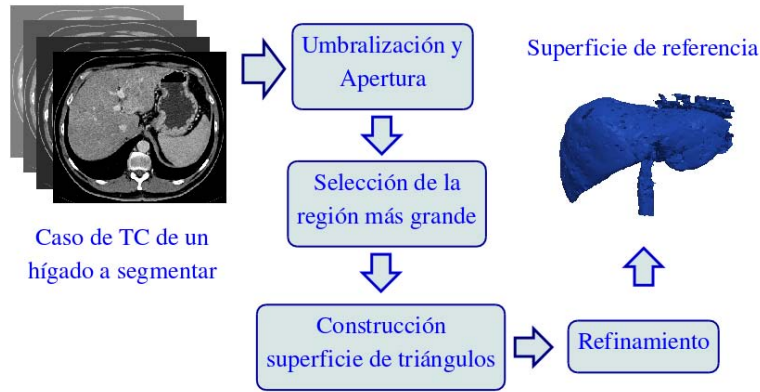 Caso de TC de un
hígado a segmentar
Umbralización y
Apertura
Selección de la
región más grande
Construcción
superficie de triángulos
Refinamiento
Superficie de referencia